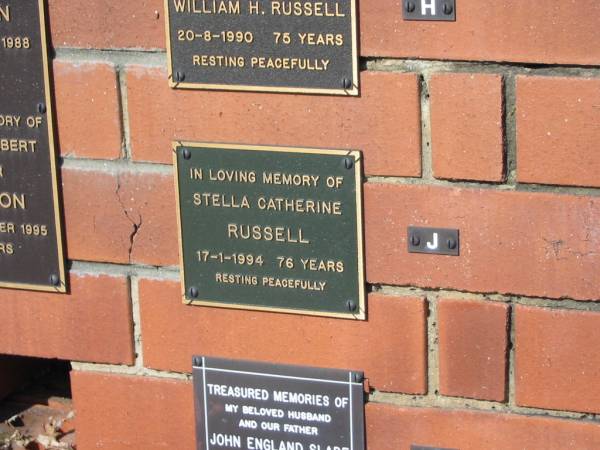 N
1988
ORY OF
BERT
ON
ER 1995
RS
WILLIAM H. RUSSELL
20-8-1990 75 YEARS
RESTING PEACEFULLY
H
IN LOVING MEMORY OF
STELLA CATHERINE
RUSSELL
17-1-1994 76 YEARS
RESTING PEACEFULLY
J
TREASURED MEMORIES OF
MY BELOVED HUSBAND
AND OUR FATHER
JOHN ENGLAND